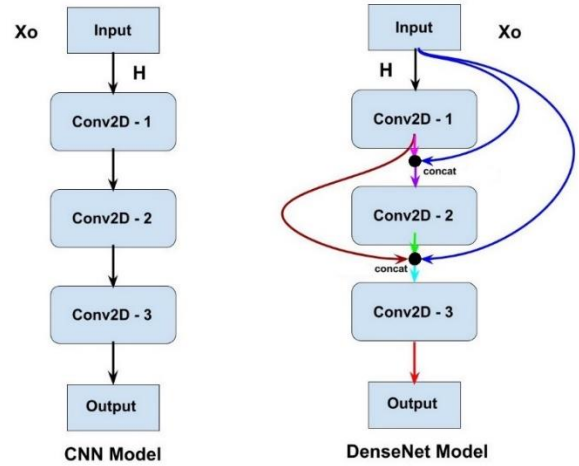 Xo
Input
H
Conv2D - 1
Conv2D - 2
Conv2D - 3
Output
CNN Model
Input
Xo
H
Conv2D - 1
concat
Conv2D - 2
concat
Conv2D - 3
Output
DenseNet Model